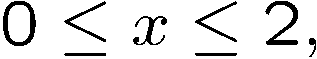 0 ≤ x ≤ 2,